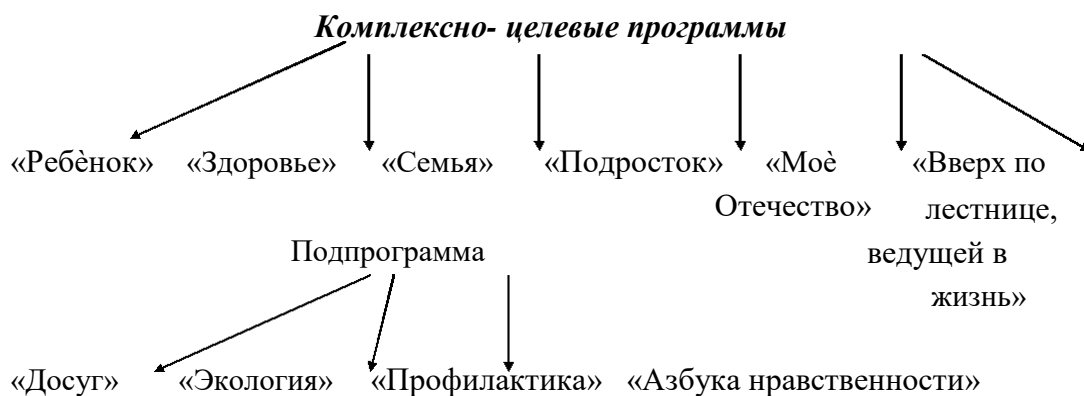 Комплексно- целевые программы
«Ребѐнок» «Здоровье» «Семья» «Подросток» «Моѐ «Вверх по
Отечество» лестнице,
Подпрограмма ведущей в
жизнь»
«Досуг» «Экология» «Профилактика» «Азбука нравственности»